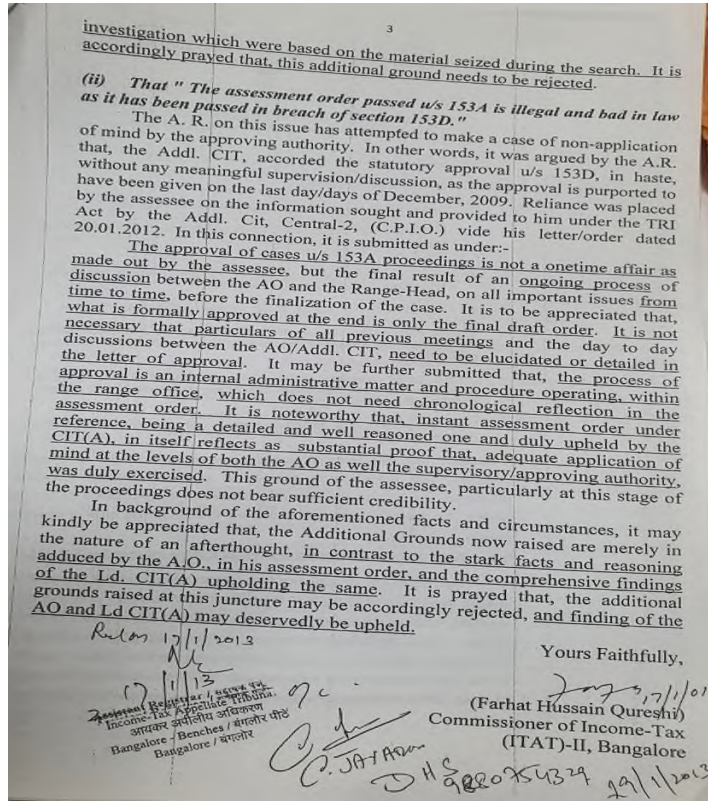 3
investigation which were based on the material seized during the search. It is
accordingly prayed that, this additional ground needs to be rejected.
(ii) That " The assessment order passed u/s 153A is illegal and bad in law
as it has been passed in breach of section 153D."
The A. R. on this issue has attempted to make a case of non-application
of mind by the approving authority. In other words, it was argued by the A.R.
that, the Addl. CIT, accorded the statutory approval u/s 153D, in haste,
without any meaningful supervision/discussion, as the approval is purported to
have been given on the last day/days of December, 2009. Reliance was placed
by the assessee on the information sought and provided to him under the TRI
Act by the Addl. Cit, Central-2, (C.P.I.O.) vide his letter/order dated
20.01.2012. In this connection, it is submitted as under:-
The approval of cases u/s 153A proceedings is not a onetime affair as
made out by the assessee, but the final result of an ongoing process of
discussion between the AO and the Range-Head, on all important issues from
time to time, before the finalization of the case. It is to be appreciated that,
what is formally approved at the end is only the final draft order. It is not
necessary that particulars of all previous meetings and the day to day
discussions between the AO/Addl. CIT, need to be elucidated or detailed in
the letter of approval. It may be further submitted that, the process of
approval is an internal administrative matter and procedure operating, within
the range office, which does not need chronological reflection in the
assessment order. It is noteworthy that, instant assessment order under
reference, being a detailed and well reasoned one and duly upheld by the
CIT(A), in itself reflects as substantial proof that, adequate application of
mind at the levels of both the AO as well the supervisory/approving authority,
was duly exercised. This ground of the assessee, particularly at this stage of
the proceedings does not bear sufficient credibility.
In background of the aforementioned facts and circumstances, it may
kindly be appreciated that, the Additional Grounds now raised are merely in
the nature of an afterthought, in contrast to the stark facts and reasoning
adduced by the A.O., in his assessment order, and the comprehensive findings
of the Ld. CIT(A) upholding the same. It is prayed that, the additional
grounds raised at this juncture may be accordingly rejected, and finding of the
AO and Ld CIT(A) may deservedly be upheld.
17/1/2013
Yours Faithfully,
17/1/13
(Farhat Hussain Qureshi)
Commissioner of Income-Tax
(ITAT)-II, Bangalore
Assistant Registrar / सहायक पंजी
Income-Tax Appellate Tribunal
आयकर अपीलीय अधिकरण
Bangalore - Benches / बंगलोर पीठें
Bangalore / बंगलोर
C. JAYARAM
D H S
9880754329
29/1/2013